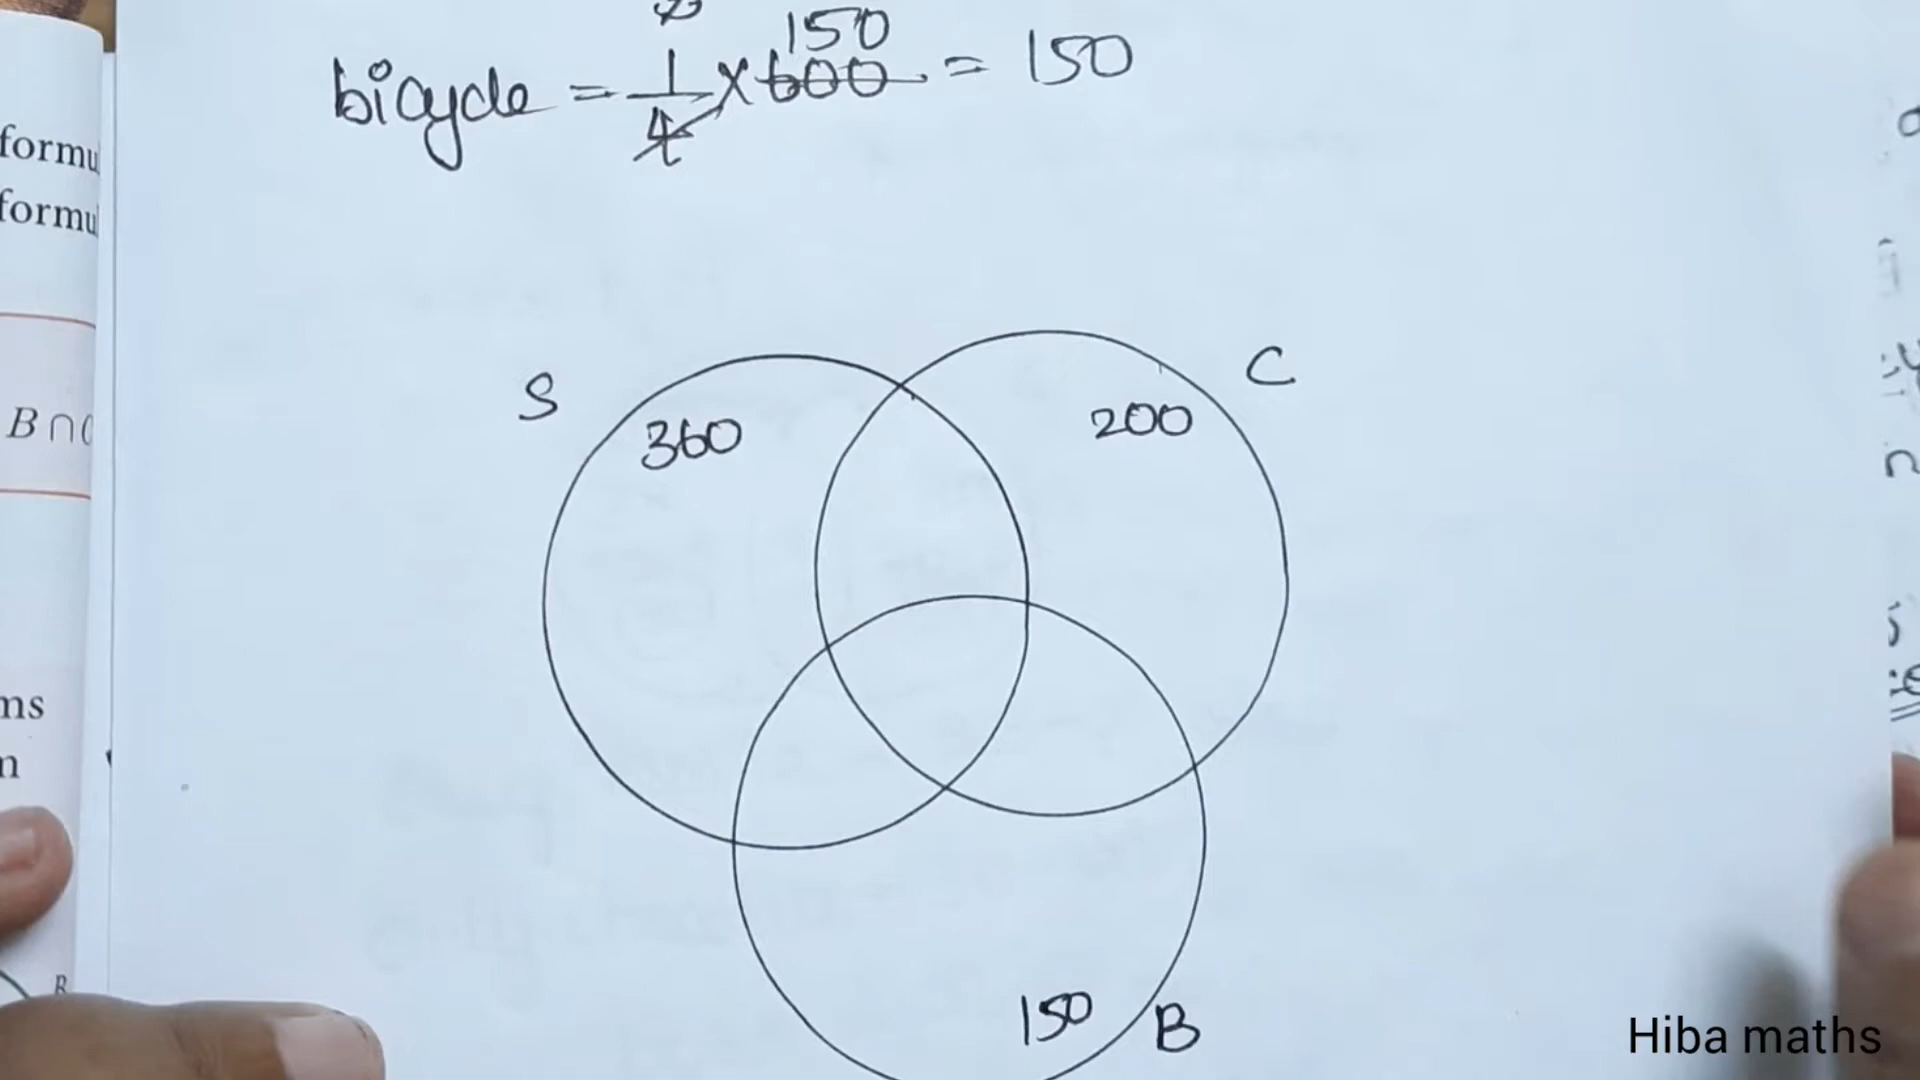 150
bicycle = 1/4 × 600 = 150
formu
formu
S
C
360
200
B∩C
ms
n
150 B
B
Hiba maths